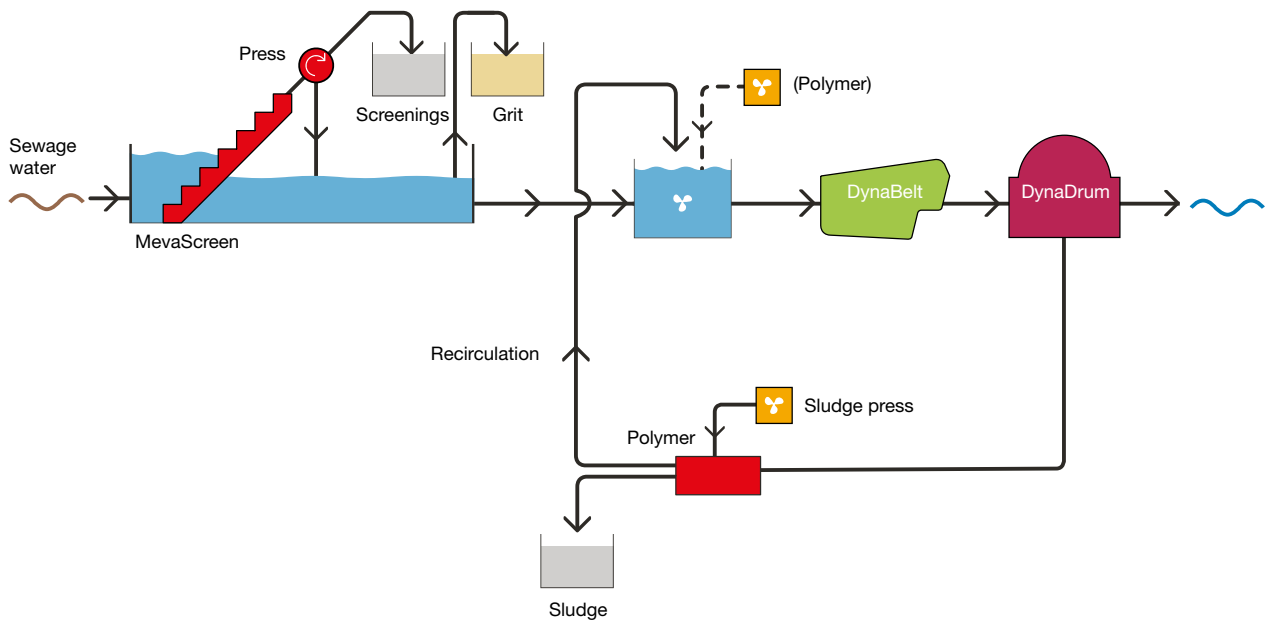 Press
Screenings
Grit
(Polymer)
Sewage
water
MevaScreen
DynaBelt
DynaDrum
Recirculation
Sludge press
Polymer
Sludge